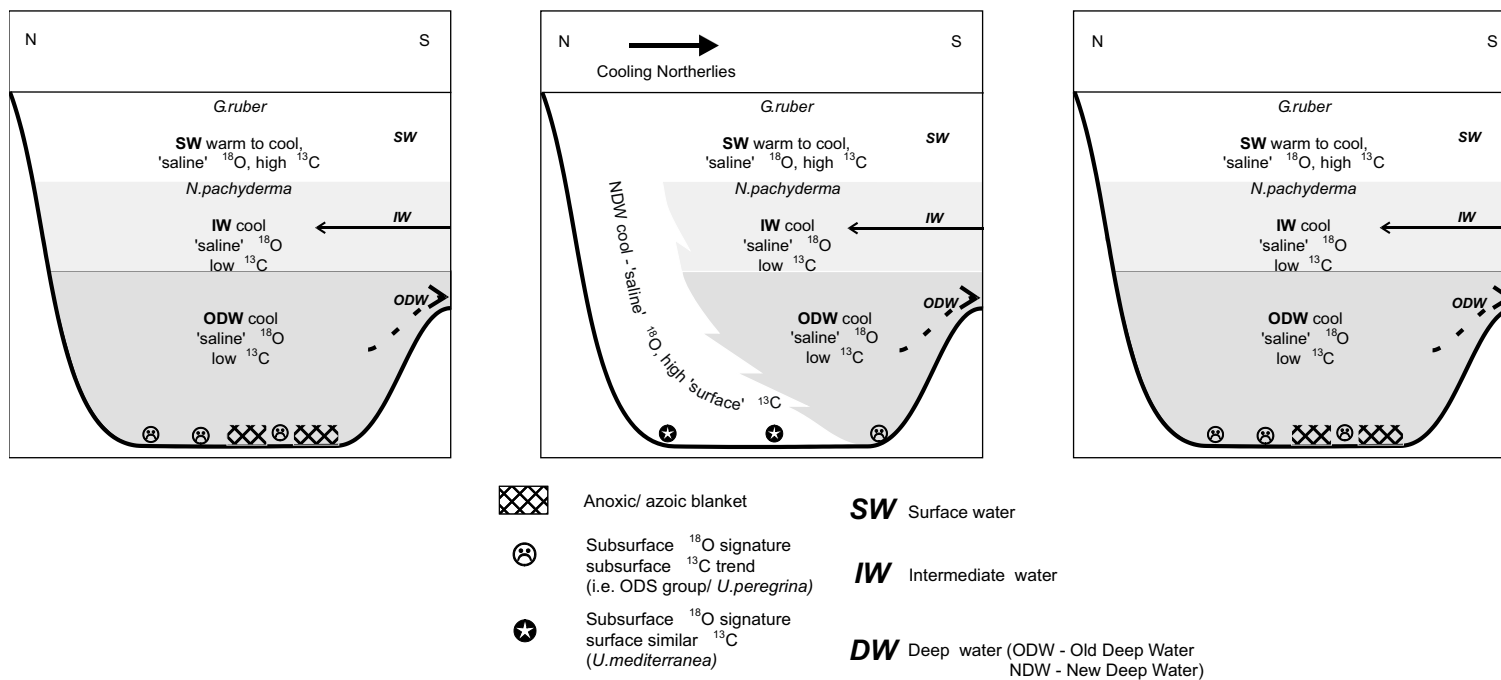 N
S
G.ruber
SW warm to cool,
'saline' 18O, high 13C
SW
N.pachyderma
IW cool
'saline' 18O
low 13C
IW
ODW cool
'saline' 18O
low 13C
ODW
N
S
Cooling Northerlies
G.ruber
SW warm to cool,
'saline' 18O, high 13C
SW
N.pachyderma
IW cool
'saline' 18O
low 13C
IW
NDW cool - 'saline' 18O, high 'surface' 13C
ODW cool
'saline' 18O
low 13C
ODW
N
S
G.ruber
SW warm to cool,
'saline' 18O, high 13C
SW
N.pachyderma
IW cool
'saline' 18O
low 13C
IW
ODW cool
'saline' 18O
low 13C
ODW
Anoxic/ azoic blanket
Subsurface 18O signature
subsurface 13C trend
(i.e. ODS group/ U.peregrina)
Subsurface 18O signature
surface similar 13C
(U.mediterranea)
SW Surface water
IW Intermediate water
DW Deep water (ODW - Old Deep Water
NDW - New Deep Water)